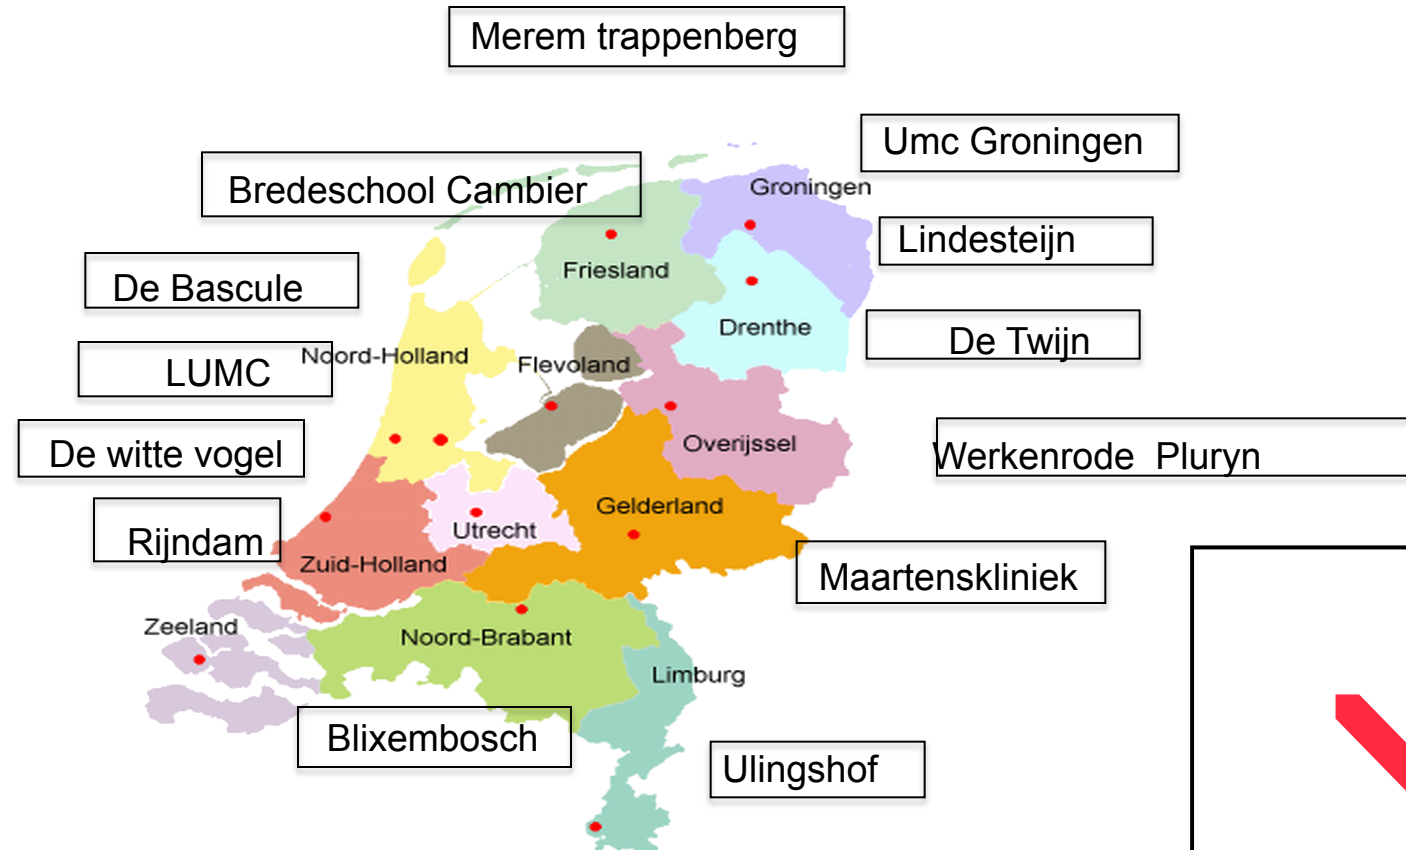 Merem trappenberg
Umc Groningen
Bredeschool Cambier
Groningen
Lindesteijn
Friesland
De Bascule
Drenthe
De Twijn
Noord-Holland
Flevoland
LUMC
Overijssel
De witte vogel
Werkenrode  Pluryn
Gelderland
Utrecht
Rijndam
Zuid-Holland
Maartenskliniek
Zeeland
Noord-Brabant
Limburg
Blixembosch
Ulingshof